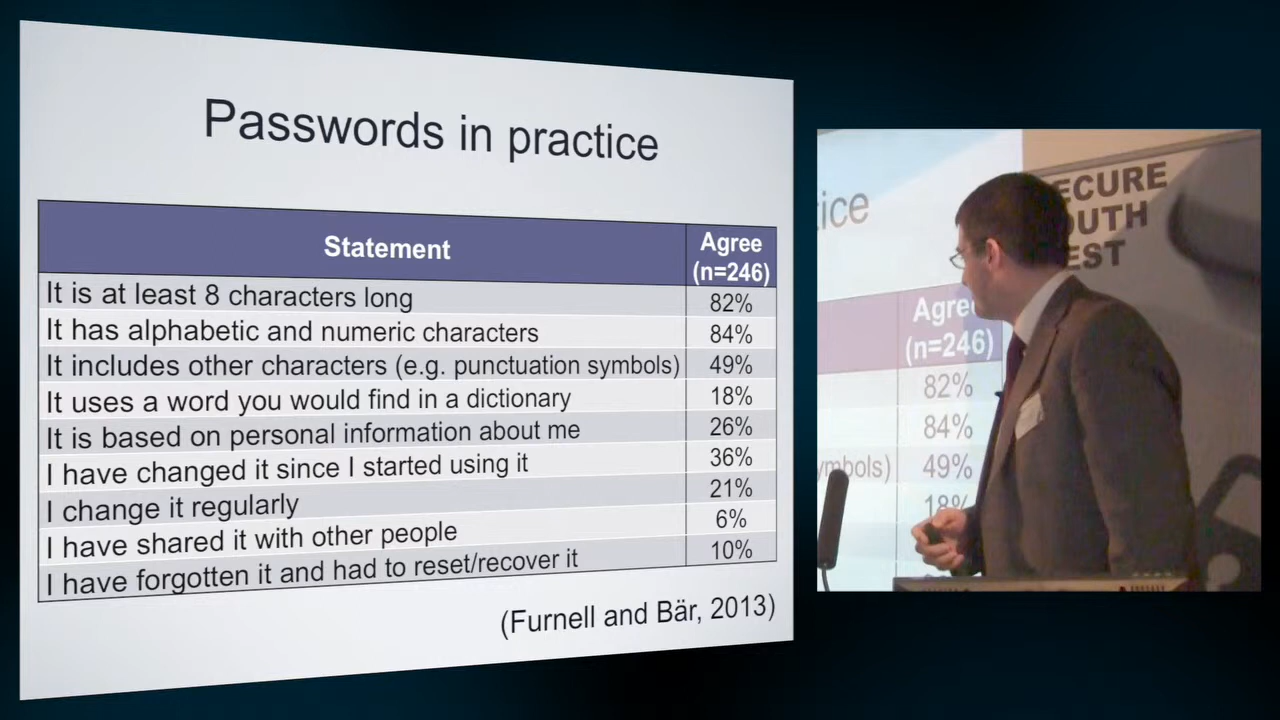 Passwords in practice
Statement
Agree
(n=246)
It is at least 8 characters long
82%
It has alphabetic and numeric characters
84%
It includes other characters (e.g. punctuation symbols)
49%
It uses a word you would find in a dictionary
18%
It is based on personal information about me
26%
I have changed it since I started using it
36%
I change it regularly
21%
I have shared it with other people
6%
I have forgotten it and had to reset/recover it
10%
(Furnell and Bär, 2013)
tice
ECURE
OUTH
EST
Agree
(n=246)
82%
84%
ymbols)
49%
18%